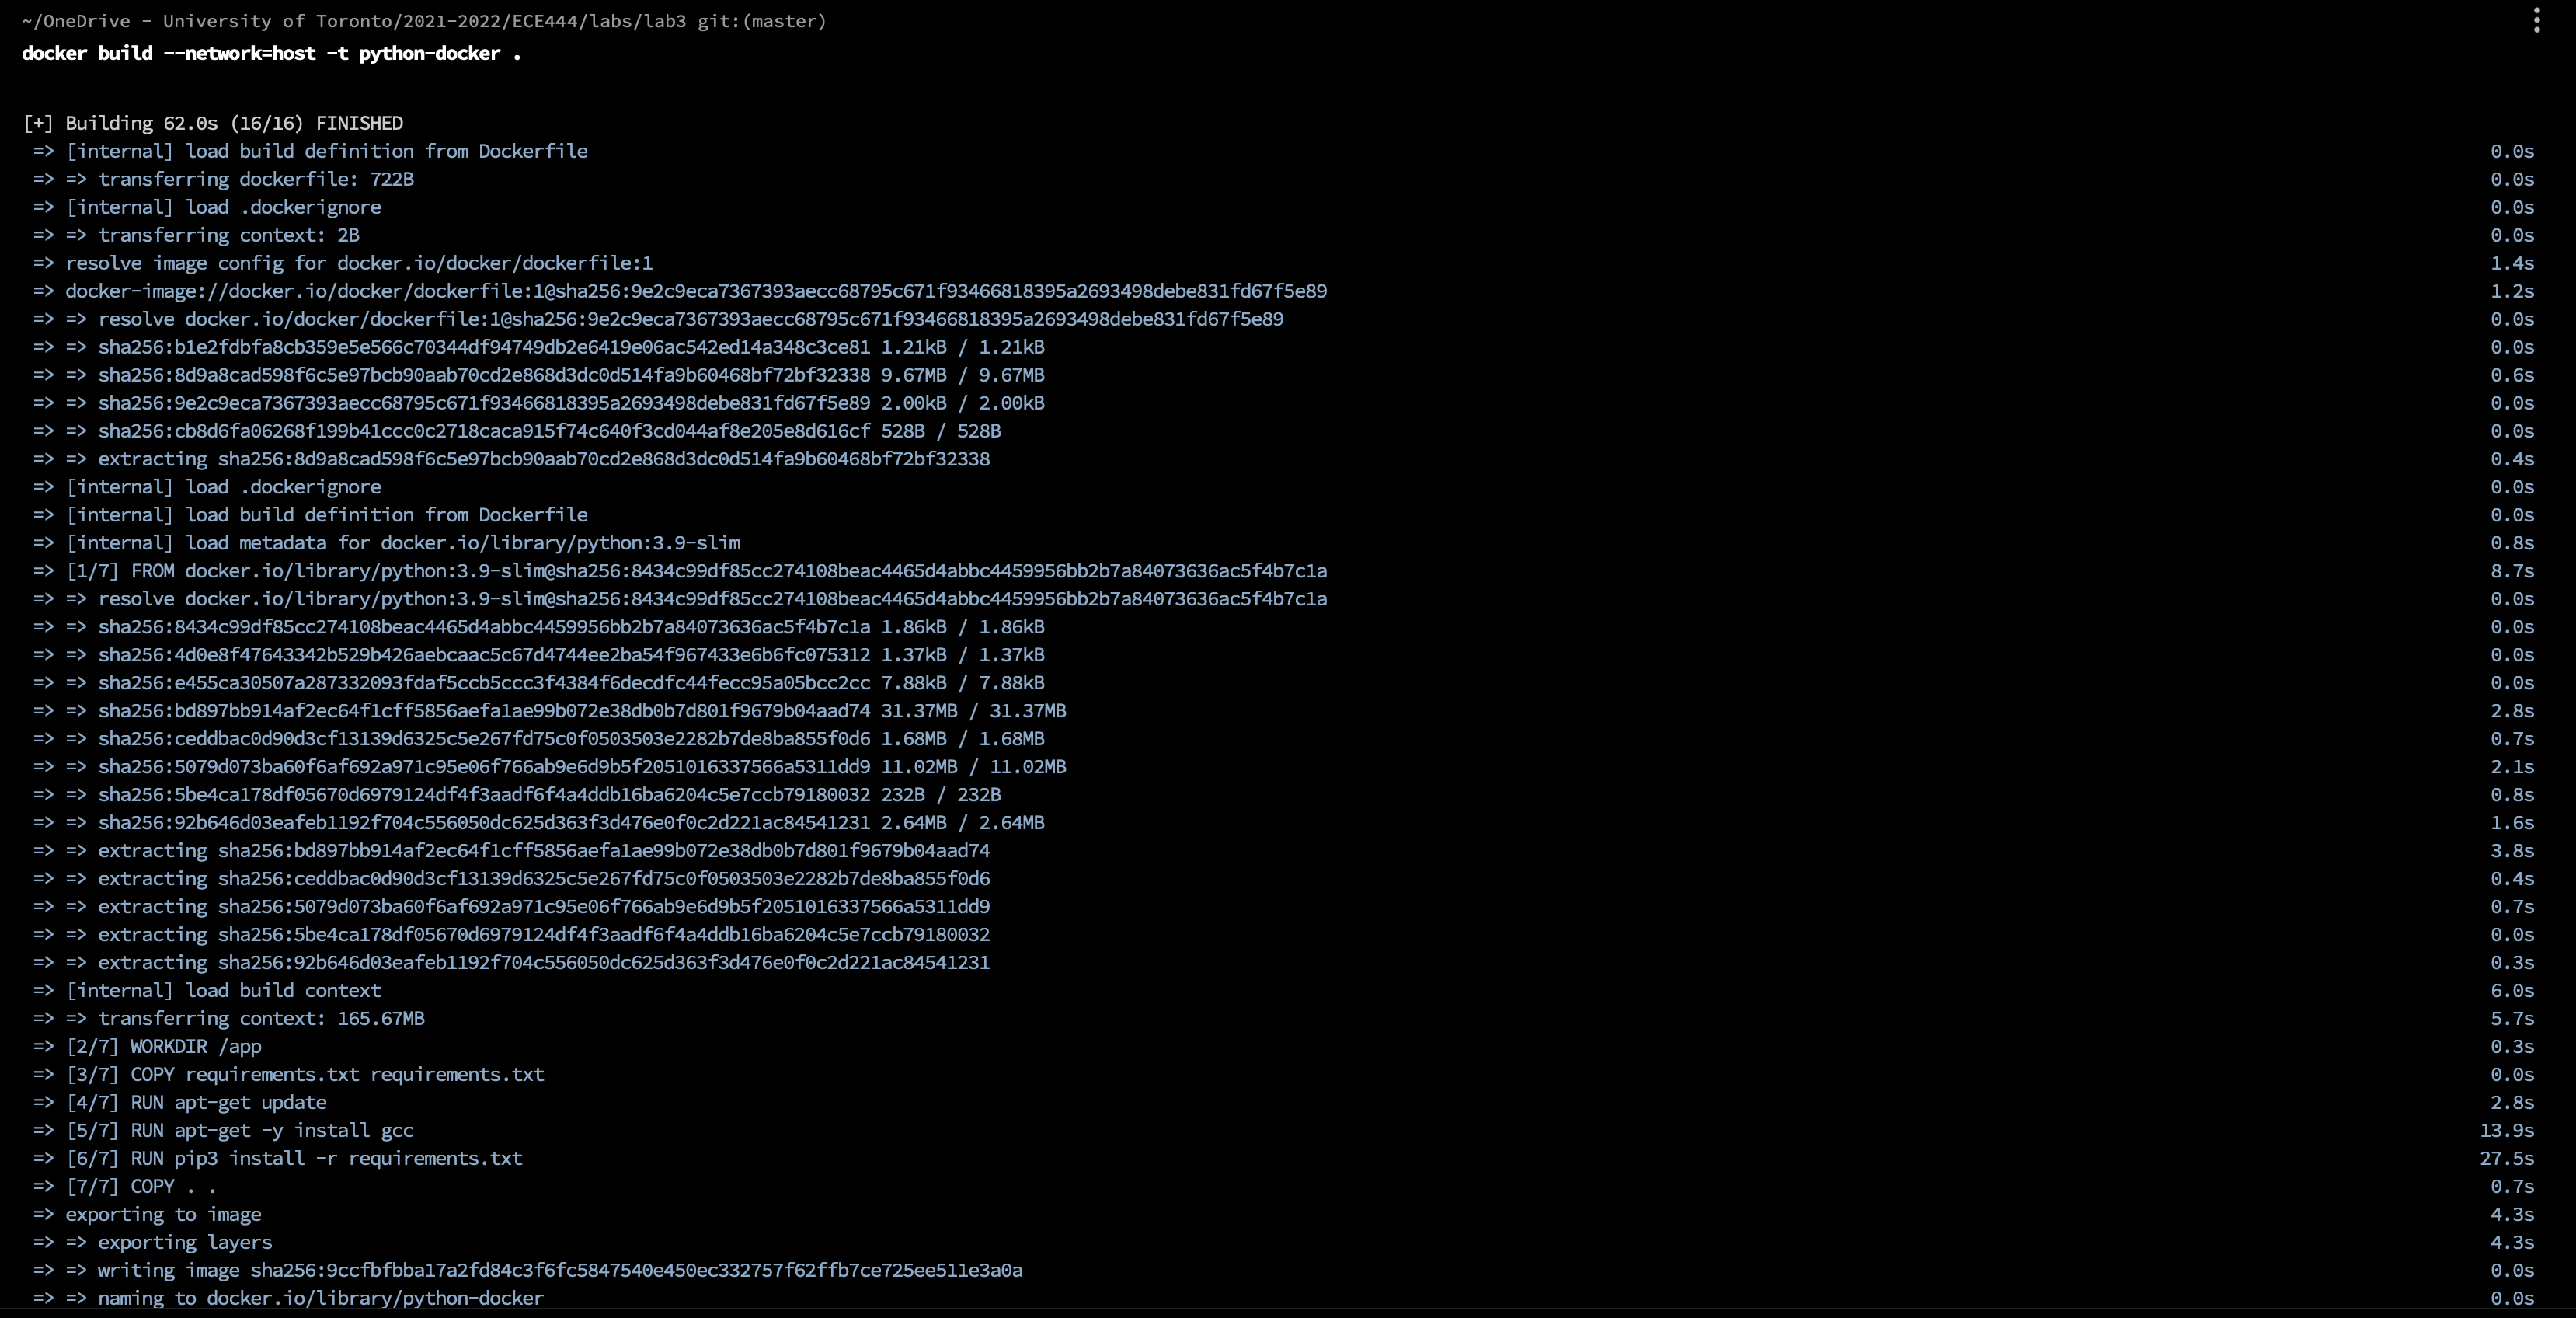 ~/OneDrive - University of Toronto/2021-2022/ECE444/labs/lab3 git:(master)
docker build --network=host -t python-docker .
[+] Building 62.0s (16/16) FINISHED
=> [internal] load build definition from Dockerfile 0.0s
=> => transferring dockerfile: 722B 0.0s
=> [internal] load .dockerignore 0.0s
=> => transferring context: 2B 0.0s
=> resolve image config for docker.io/docker/dockerfile:1 1.4s
=> docker-image://docker.io/docker/dockerfile:1@sha256:9e2c9eca7367393aecc68795c671f93466818395a2693498debe831fd67f5e89 1.2s
=> => resolve docker.io/docker/dockerfile:1@sha256:9e2c9eca7367393aecc68795c671f93466818395a2693498debe831fd67f5e89 0.0s
=> => sha256:b1e2fdbfa8cb359e5e566c70344df94749db2e6419e06ac542ed14a348c3ce81 1.21kB / 1.21kB 0.0s
=> => sha256:8d9a8cad598f6c5e97bcb90aab70cd2e868d3dc0d514fa9b60468bf72bf32338 9.67MB / 9.67MB 0.6s
=> => sha256:9e2c9eca7367393aecc68795c671f93466818395a2693498debe831fd67f5e89 2.00kB / 2.00kB 0.0s
=> => sha256:cb8d6fa06268f199b41ccc0c2718caca915f74c640f3cd044af8e205e8d616cf 528B / 528B 0.0s
=> => extracting sha256:8d9a8cad598f6c5e97bcb90aab70cd2e868d3dc0d514fa9b60468bf72bf32338 0.4s
=> [internal] load .dockerignore 0.0s
=> [internal] load build definition from Dockerfile 0.0s
=> [internal] load metadata for docker.io/library/python:3.9-slim 0.8s
=> [1/7] FROM docker.io/library/python:3.9-slim@sha256:8434c99df85cc274108beac4465d4abbc4459956bb2b7a84073636ac5f4b7c1a 8.7s
=> => resolve docker.io/library/python:3.9-slim@sha256:8434c99df85cc274108beac4465d4abbc4459956bb2b7a84073636ac5f4b7c1a 0.0s
=> => sha256:8434c99df85cc274108beac4465d4abbc4459956bb2b7a84073636ac5f4b7c1a 1.86kB / 1.86kB 0.0s
=> => sha256:4d0e8f47643342b529b426aebcaac5c67d4744ee2ba54f967433e6b6fc075312 1.37kB / 1.37kB 0.0s
=> => sha256:e455ca30507a287332093fdaf5ccb5ccc3f4384f6decdfc44fecc95a05bcc2cc 7.88kB / 7.88kB 0.0s
=> => sha256:bd897bb914af2ec64f1cff5856aefa1ae99b072e38db0b7d801f9679b04aad74 31.37MB / 31.37MB 2.8s
=> => sha256:ceddbac0d90d3cf13139d6325c5e267fd75c0f0503503e2282b7de8ba855f0d6 1.68MB / 1.68MB 0.7s
=> => sha256:5079d073ba60f6af692a971c95e06f766ab9e6d9b5f2051016337566a5311dd9 11.02MB / 11.02MB 2.1s
=> => sha256:5be4ca178df05670d6979124df4f3aadf6f4a4ddb16ba6204c5e7ccb79180032 232B / 232B 0.8s
=> => sha256:92b646d03eafeb1192f704c556050dc625d363f3d476e0f0c2d221ac84541231 2.64MB / 2.64MB 1.6s
=> => extracting sha256:bd897bb914af2ec64f1cff5856aefa1ae99b072e38db0b7d801f9679b04aad74 3.8s
=> => extracting sha256:ceddbac0d90d3cf13139d6325c5e267fd75c0f0503503e2282b7de8ba855f0d6 0.4s
=> => extracting sha256:5079d073ba60f6af692a971c95e06f766ab9e6d9b5f2051016337566a5311dd9 0.7s
=> => extracting sha256:5be4ca178df05670d6979124df4f3aadf6f4a4ddb16ba6204c5e7ccb79180032 0.0s
=> => extracting sha256:92b646d03eafeb1192f704c556050dc625d363f3d476e0f0c2d221ac84541231 0.3s
=> [internal] load build context 6.0s
=> => transferring context: 165.67MB 5.7s
=> [2/7] WORKDIR /app 0.3s
=> [3/7] COPY requirements.txt requirements.txt 0.0s
=> [4/7] RUN apt-get update 2.8s
=> [5/7] RUN apt-get -y install gcc 13.9s
=> [6/7] RUN pip3 install -r requirements.txt 27.5s
=> [7/7] COPY . . 0.7s
=> exporting to image 4.3s
=> => exporting layers 4.3s
=> => writing image sha256:9ccfbfbba17a2fd84c3f6fc5847540e450ec332757f62ffb7ce725ee511e3a0a 0.0s
=> => naming to docker.io/library/python-docker 0.0s